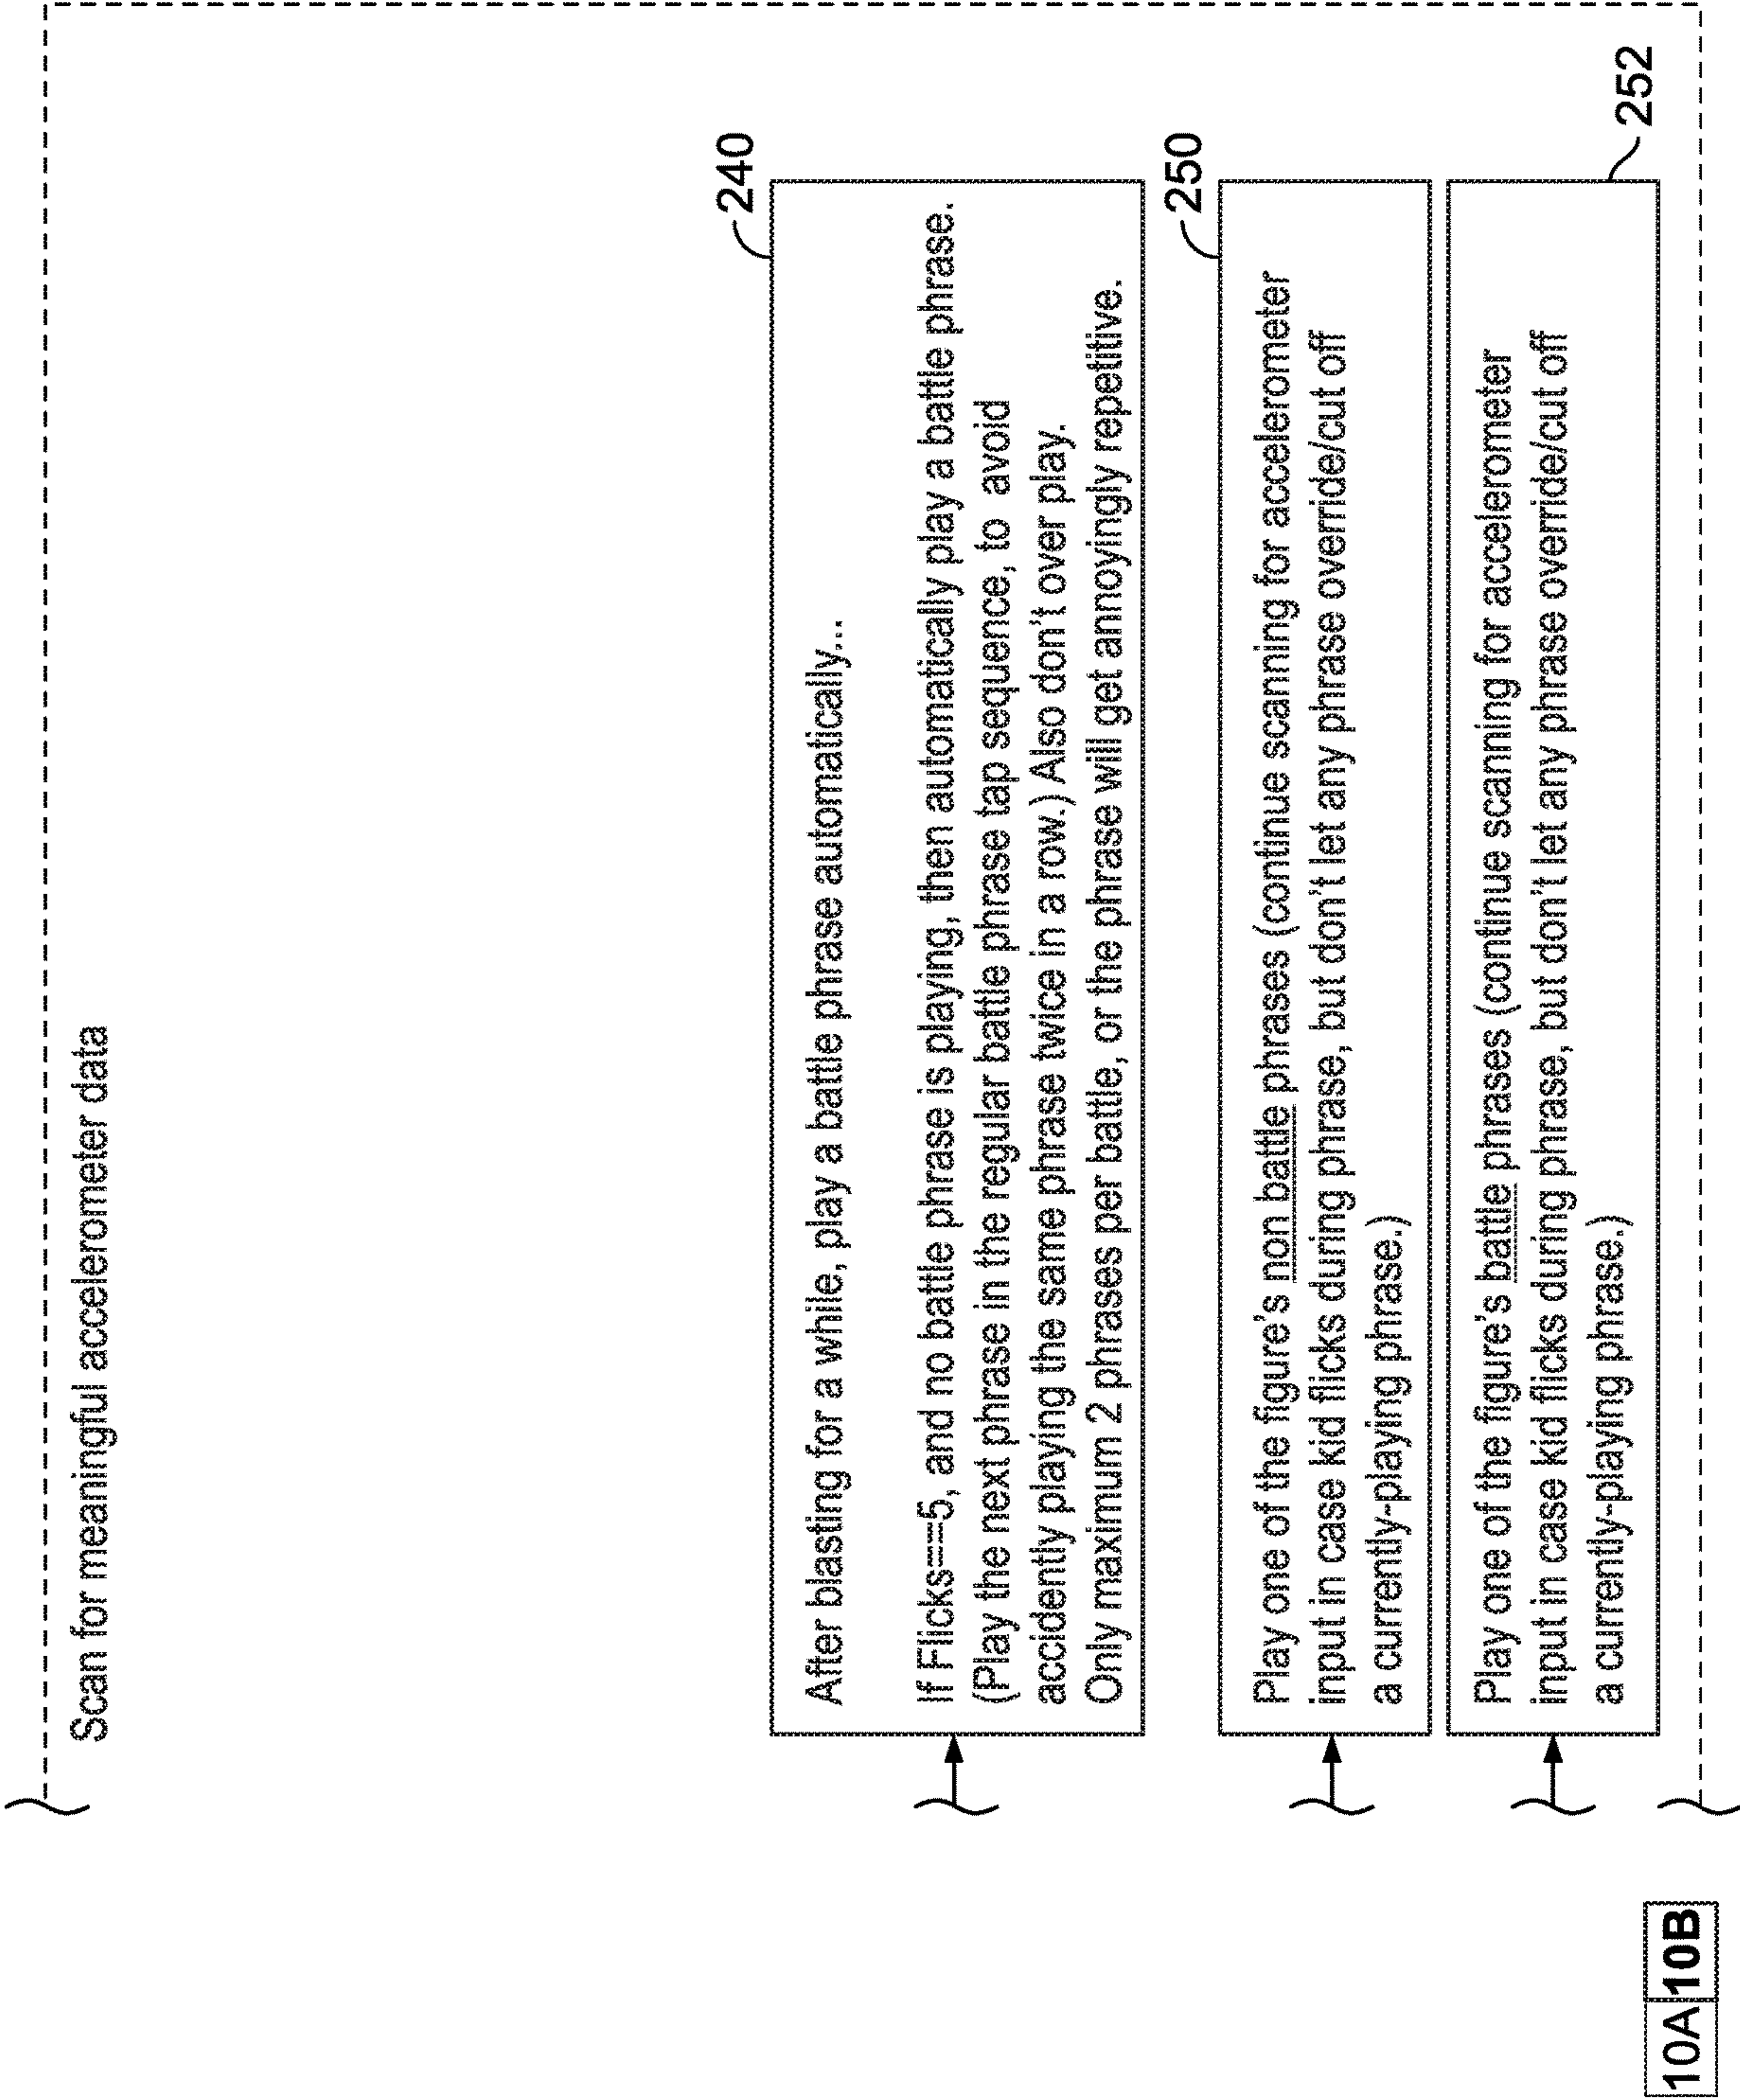 Scan for meaningful accelerometer data
240
After blasting for a while, play a battle phrase automatically...
If Flicks==5, and no battle phrase is playing, then automatically play a battle phrase.
(Play the next phrase in the regular battle phrase tap sequence, to avoid
accidently playing the same phrase twice in a row.) Also don't over play.
Only maximum 2 phrases per battle, or the phrase will get annoyingly repetitive.
250
Play one of the figure's non battle phrases (continue scanning for accelerometer
input in case kid flicks during phrase, but don't let any phrase override/cut off
a currently-playing phrase.)
252
Play one of the figure's battle phrases (continue scanning for accelerometer
input in case kid flicks during phrase, but don't let any phrase override/cut off
a currently-playing phrase.)
10A 10B